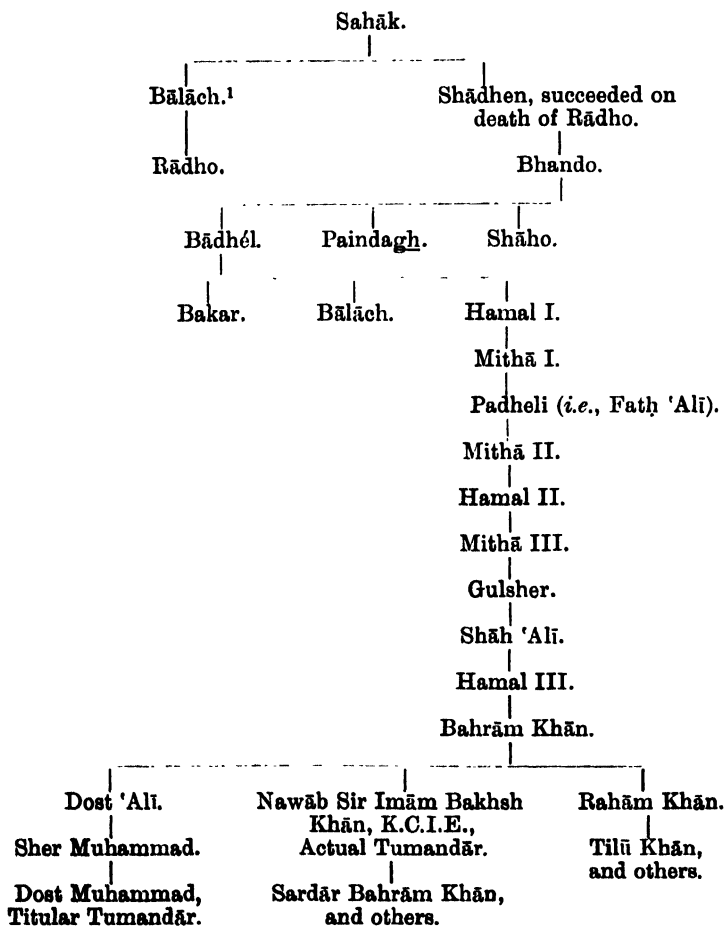 Sahāk.
Bālāch.¹
Shādhen, succeeded on
death of Rādho.
Rādho.
Bhando.
Bādhél. Paindagh. Shāho.
Bakar. Bālāch. Hamal I.
Mithā I.
Padheli (i.e., Fatḥ ‘Alī).
Mithā II.
Hamal II.
Mithā III.
Gulsher.
Shāh ‘Alī.
Hamal III.
Bahrām Khān.
Dost ‘Alī.
Sher Muhammad.
Dost Muhammad,
Titular Tumandār.
Nawāb Sir Imām Bakhsh
Khān, K.C.I.E.,
Actual Tumandār.
Sardār Bahrām Khān,
and others.
Rahām Khān.
Tilū Khān,
and others.